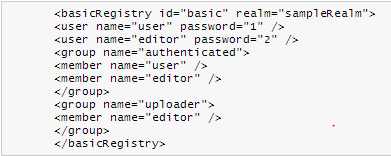 <basicRegistry id="basic" realm="sampleRealm">
<user name="user" password="1" />
<user name="editor" password="2" />
<group name="authenticated">
<member name="user" />
<member name="editor" />
</group>
<group name="uploader">
<member name="editor" />
</group>
</basicRegistry>